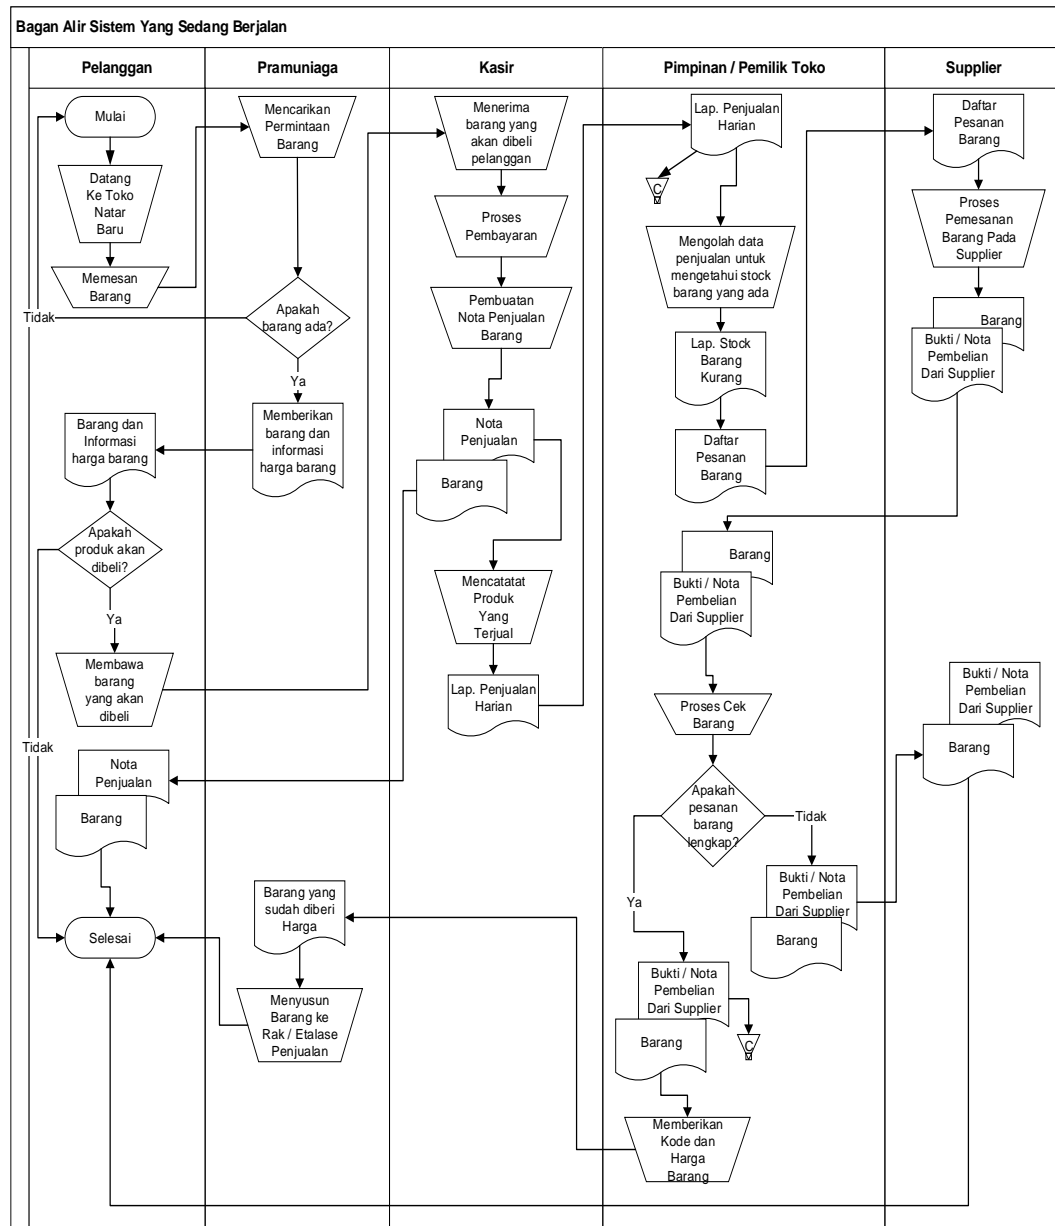 Bagan Alir Sistem Yang Sedang Berjalan
Pelanggan
Pramuniaga
Kasir
Pimpinan / Pemilik Toko
Supplier
Mulai
Datang
Ke Toko
Natar
Baru
Memesan
Barang
Tidak
Barang dan
Informasi
harga barang
Apakah
produk akan
dibeli?
Ya
Membawa
barang
yang akan
dibeli
Tidak
Nota
Penjualan
Barang
Selesai
Mencarikan
Permintaan
Barang
Apakah
barang ada?
Ya
Memberikan
barang dan
informasi
harga barang
Barang yang
sudah diberi
Harga
Menyusun
Barang ke
Rak / Etalase
Penjualan
Menerima
barang yang
akan dibeli
pelanggan
Proses
Pembayaran
Pembuatan
Nota Penjualan
Barang
Nota
Penjualan
Barang
Mencatatat
Produk
Yang
Terjual
Lap. Penjualan
Harian
Lap. Penjualan
Harian
C
Mengolah data
penjualan untuk
mengetahui stock
barang yang ada
Lap. Stock
Barang
Kurang
Daftar
Pesanan
Barang
Barang
Bukti / Nota
Pembelian
Dari Supplier
Proses Cek
Barang
Apakah
pesanan
barang
lengkap?
Tidak
Ya
Bukti / Nota
Pembelian
Dari Supplier
Barang
Bukti / Nota
Pembelian
Dari Supplier
Barang
C
Memberikan
Kode dan
Harga
Barang
Daftar
Pesanan
Barang
Proses
Pemesanan
Barang Pada
Supplier
Barang
Bukti / Nota
Pembelian
Dari Supplier
Bukti / Nota
Pembelian
Dari Supplier
Barang